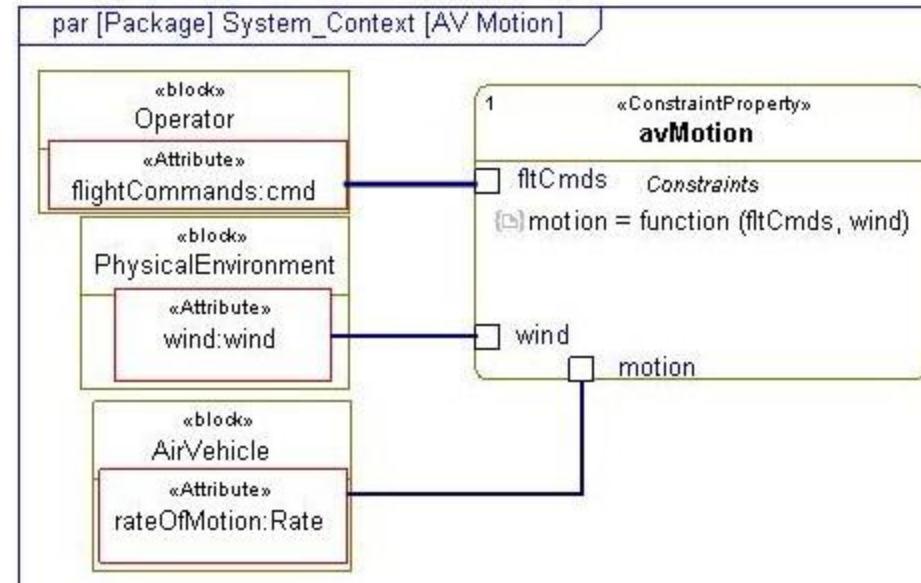 par [Package] System_Context [AV Motion]
«block»
Operator
«Attribute»
flightCommands:cmd
«block»
PhysicalEnvironment
«Attribute»
wind:wind
«block»
AirVehicle
«Attribute»
rateOfMotion:Rate
1 «ConstraintProperty»
avMotion
fltCmds Constraints
motion = function (fltCmds, wind)
wind
motion